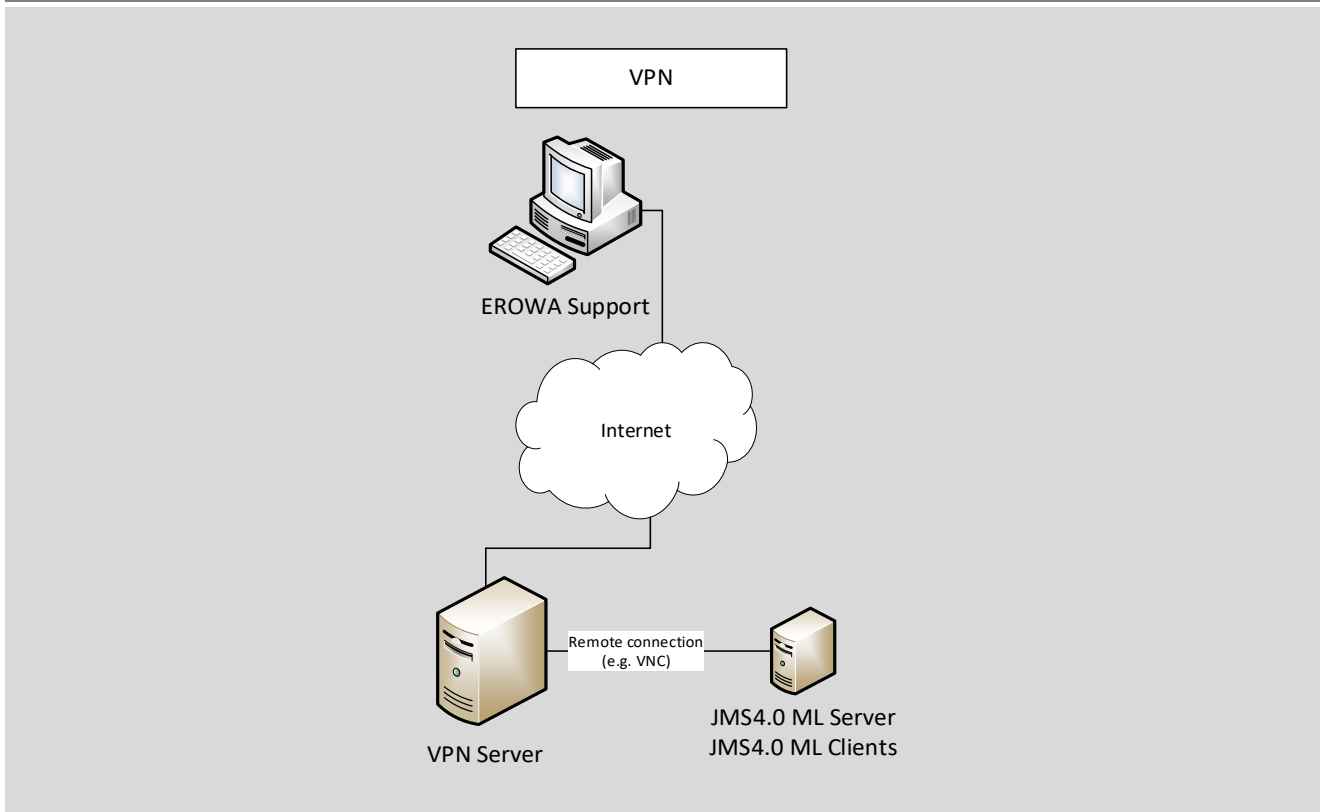 VPN
EROWA Support
Internet
Remote connection
(e.g. VNC)
JMS4.0 ML Server
JMS4.0 ML Clients
VPN Server